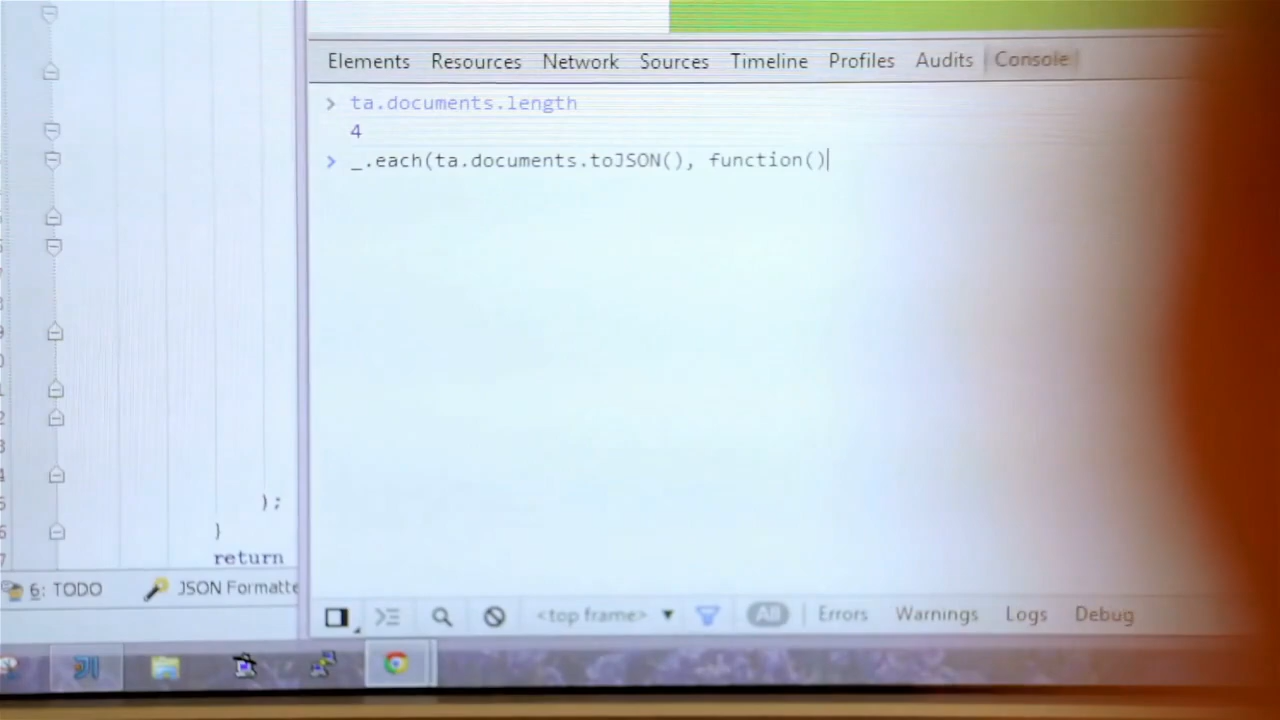 Elements Resources Network Sources Timeline Profiles Audits Console
> ta.documents.length
4
> _.each(ta.documents.toJSON(), function()
);
}
return
6: TODO JSON Formatte
<top frame> ▼ All Errors Warnings Logs Debug